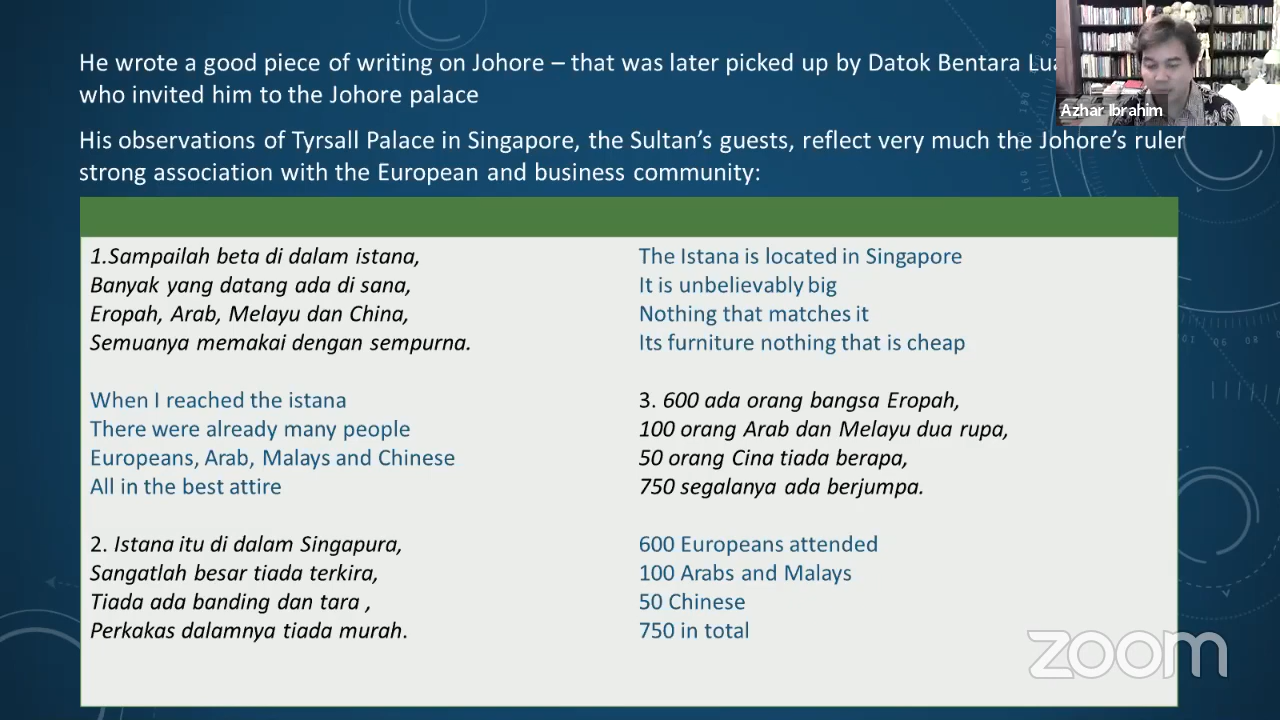 He wrote a good piece of writing on Johore – that was later picked up by Datok Bentara
who invited him to the Johore palace
Azhar Ibrahim
His observations of Tyrsall Palace in Singapore, the Sultan's guests, reflect very much the Johore's ruler
strong association with the European and business community:
1.Sampailah beta di dalam istana,
Banyak yang datang ada di sana,
Eropah, Arab, Melayu dan China,
Semuanya memakai dengan sempurna.
When I reached the istana
There were already many people
Europeans, Arab, Malays and Chinese
All in the best attire
2. Istana itu di dalam Singapura,
Sangatlah besar tiada terkira,
Tiada ada banding dan tara ,
Perkakas dalamnya tiada murah.
The Istana is located in Singapore
It is unbelievably big
Nothing that matches it
Its furniture nothing that is cheap
3. 600 ada orang bangsa Eropah,
100 orang Arab dan Melayu dua rupa,
50 orang Cina tiada berapa,
750 segalanya ada berjumpa.
600 Europeans attended
100 Arabs and Malays
50 Chinese
750 in total
zoom